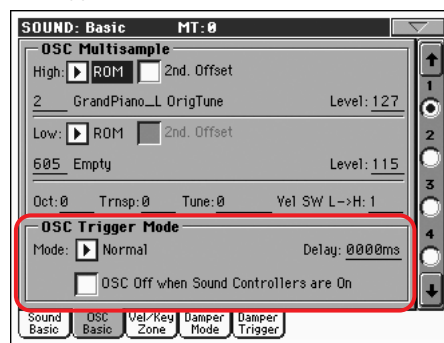 SOUND: Basic MT:0
OSC Multisample
High: ROM 2nd. Offset
2 GrandPiano_L OrigTune Level: 127
Low: ROM 2nd. Offset
605 Empty Level: 115
Oct:0 Trnsp:0 Tune:0 Vel SW L->H: 1
OSC Trigger Mode
Mode: Normal Delay: 0000ms
OSC Off when Sound Controllers are On
1
2
3
4
Sound Basic
OSC Basic
Vel/Key Zone
Damper Mode
Damper Trigger